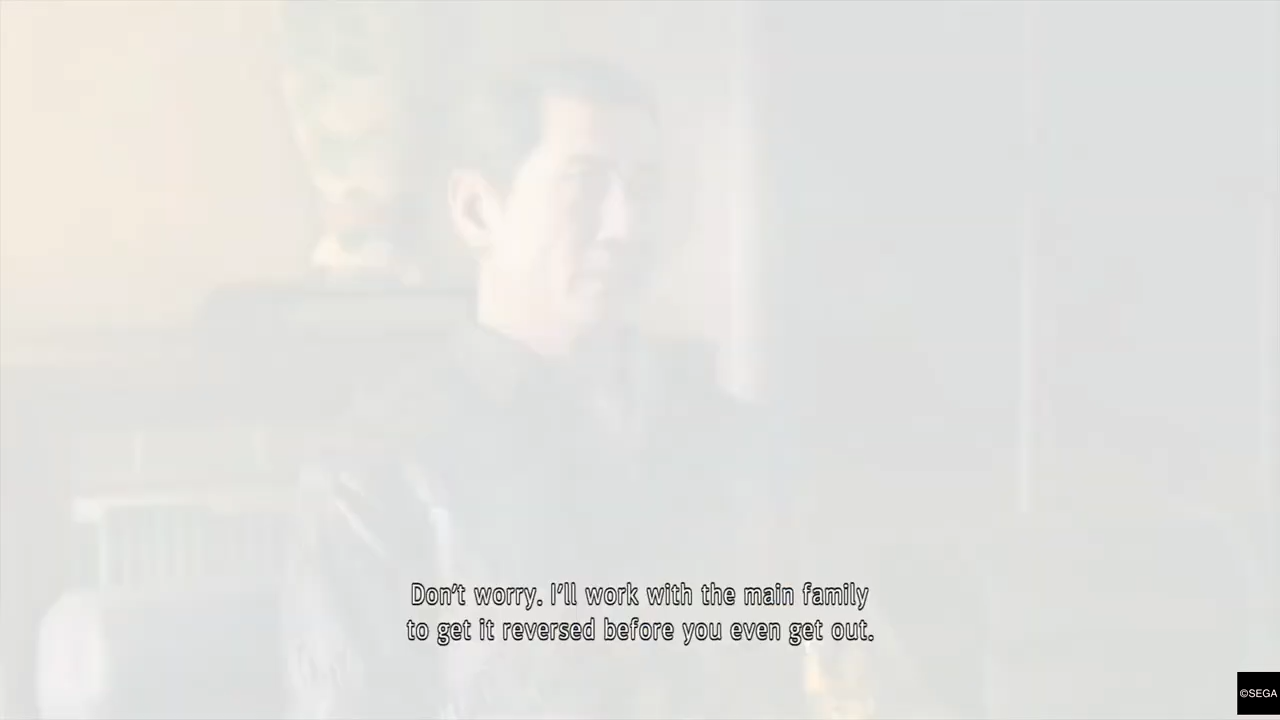 Don't worry. I'll work with the main family
to get it reversed before you even get out.
©SEGA